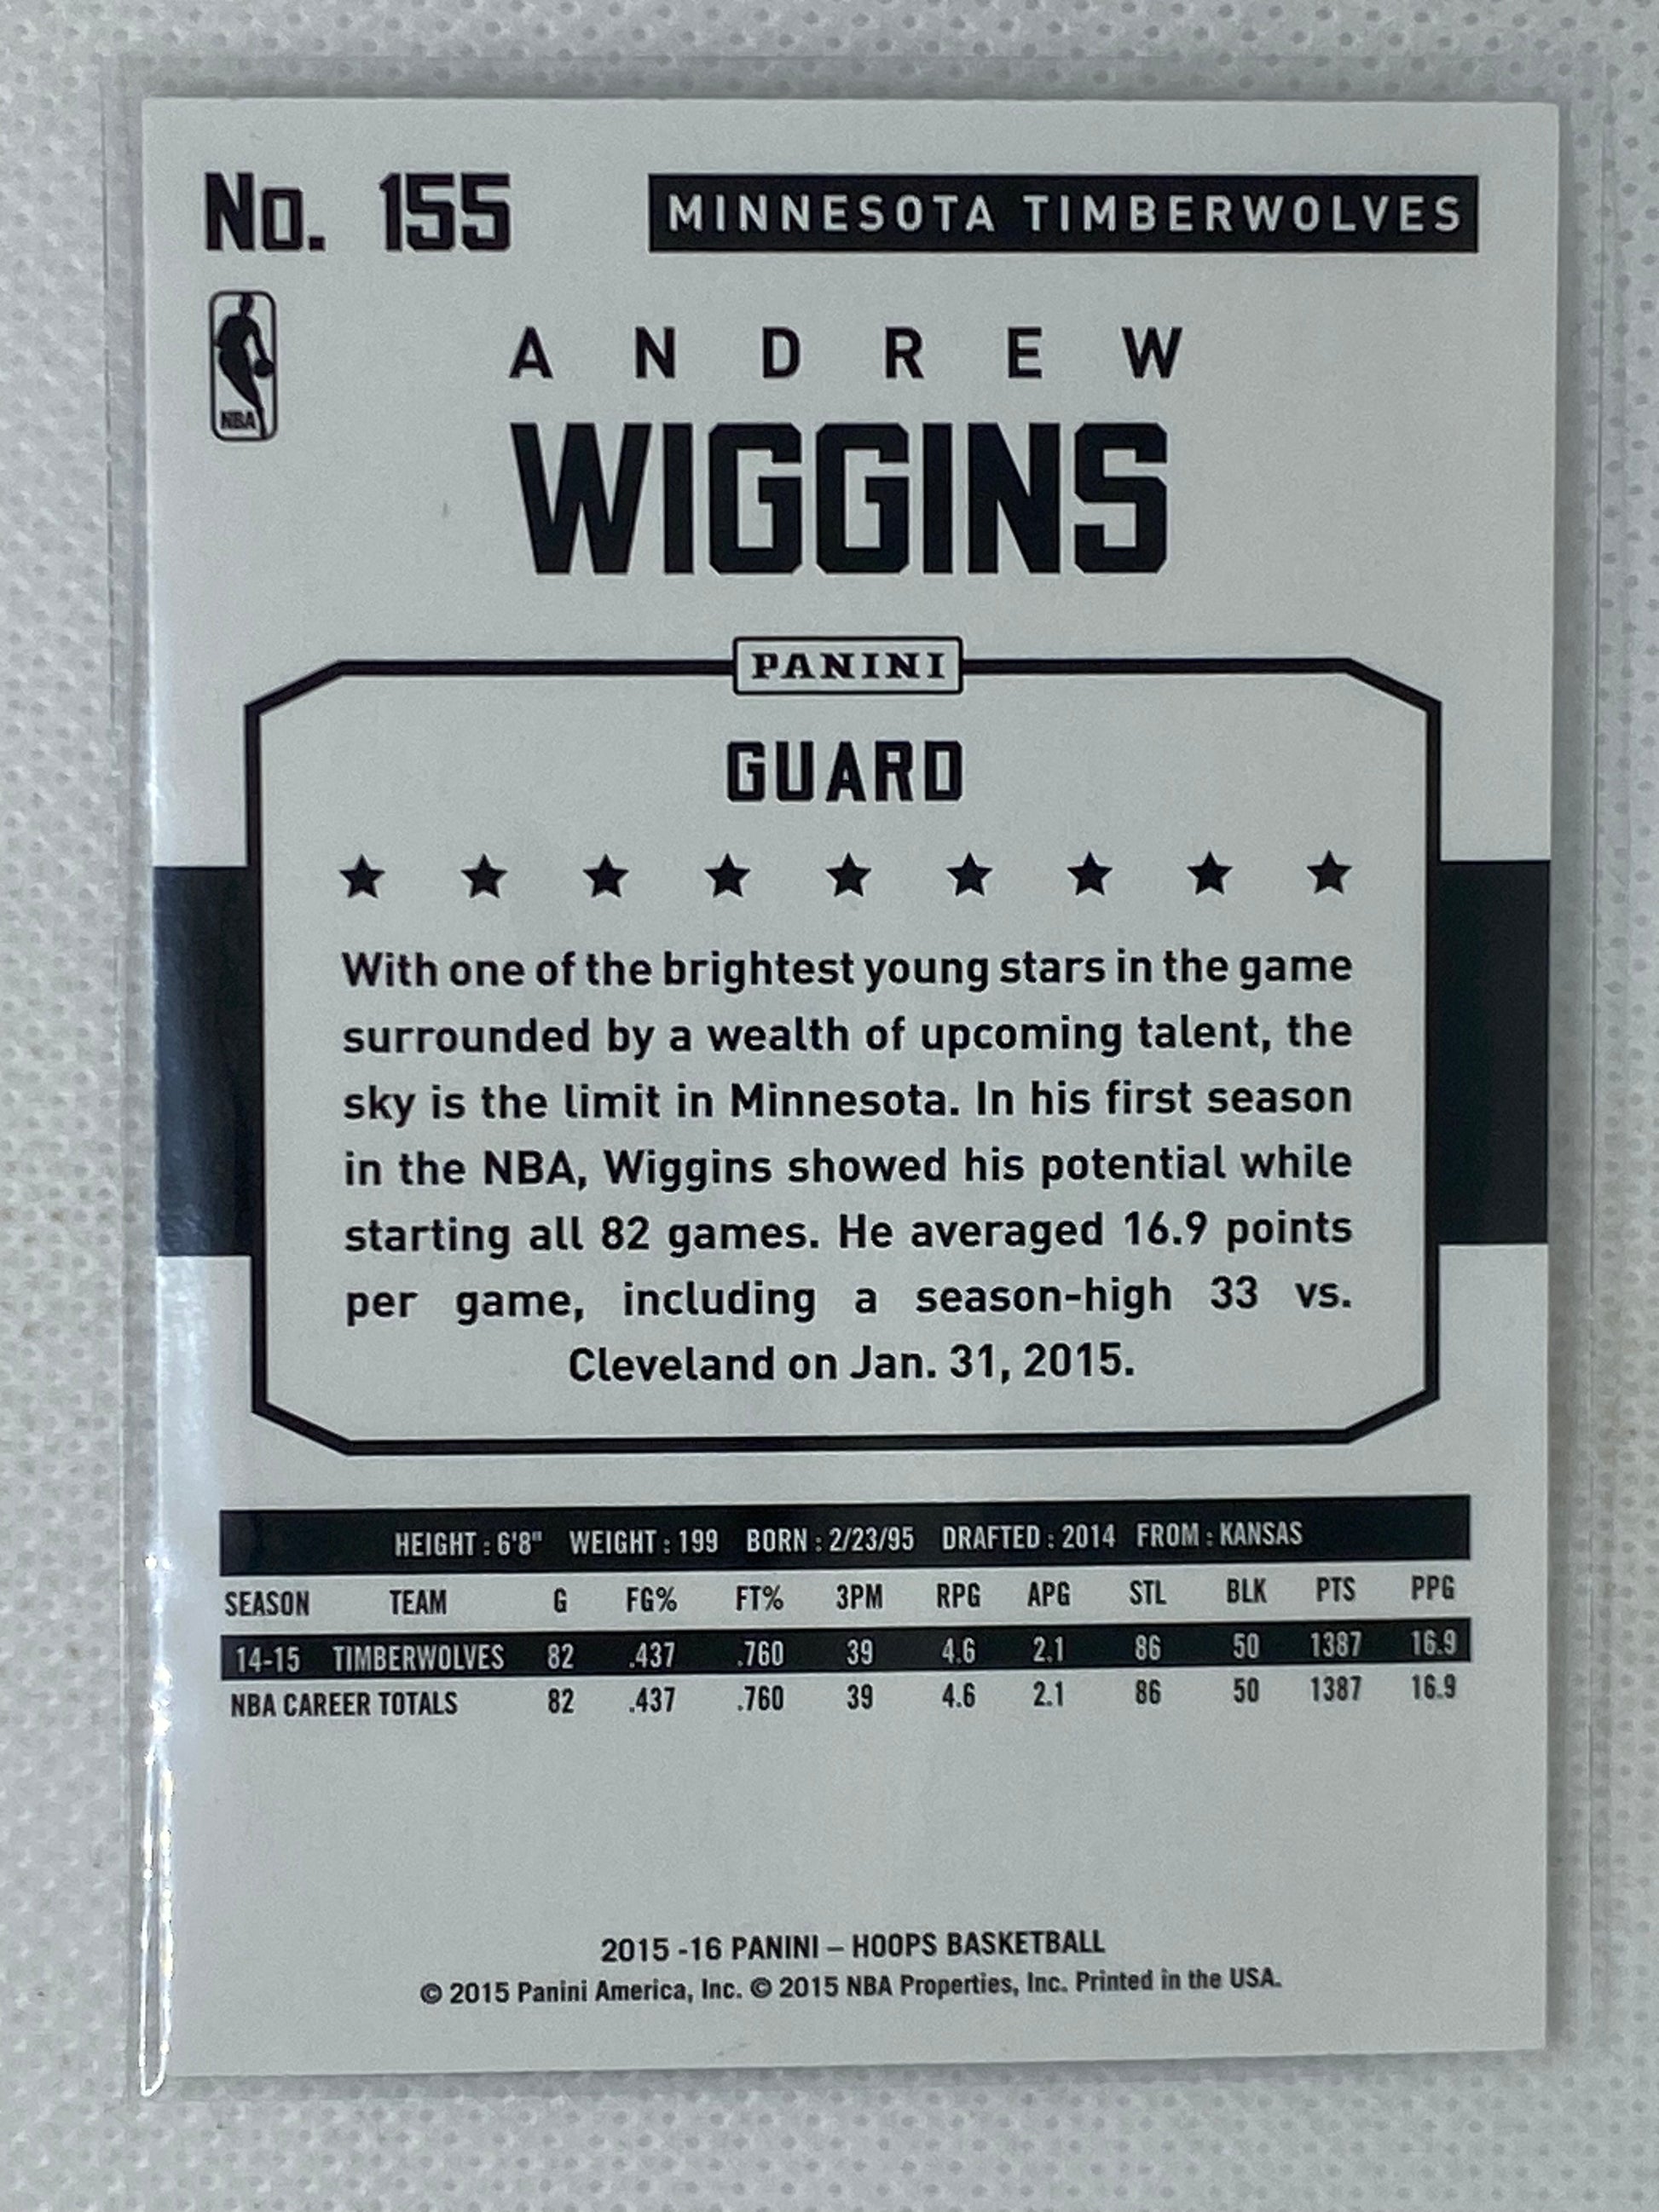 No. 155
MINNESOTA TIMBERWOLVES
NBA
ANDREW
WIGGINS
PANINI
GUARD
With one of the brightest young stars in the game
surrounded by a wealth of upcoming talent, the
sky is the limit in Minnesota. In his first season
in the NBA, Wiggins showed his potential while
starting all 82 games. He averaged 16.9 points
per game, including a season-high 33 vs.
Cleveland on Jan. 31, 2015.
HEIGHT : 6'8" WEIGHT : 199 BORN : 2/23/95 DRAFTED : 2014 FROM : KANSAS
SEASON TEAM G FG% FT% 3PM RPG APG STL BLK PTS PPG
14-15 TIMBERWOLVES 82 .437 .760 39 4.6 2.1 86 50 1387 16.9
NBA CAREER TOTALS 82 .437 .760 39 4.6 2.1 86 50 1387 16.9
2015 -16 PANINI – HOOPS BASKETBALL
© 2015 Panini America, Inc. © 2015 NBA Properties, Inc. Printed in the USA.